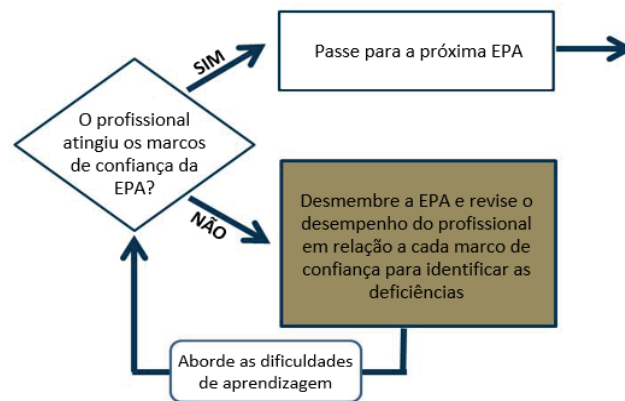 SIM
Passe para a próxima EPA
O profissional
atingiu os marcos
de confiança da
EPA?
NÃO
Desmembre a EPA e revise o
desempenho do profissional
em relação a cada marco de
confiança para identificar as
deficiências
Aborde as dificuldades
de aprendizagem